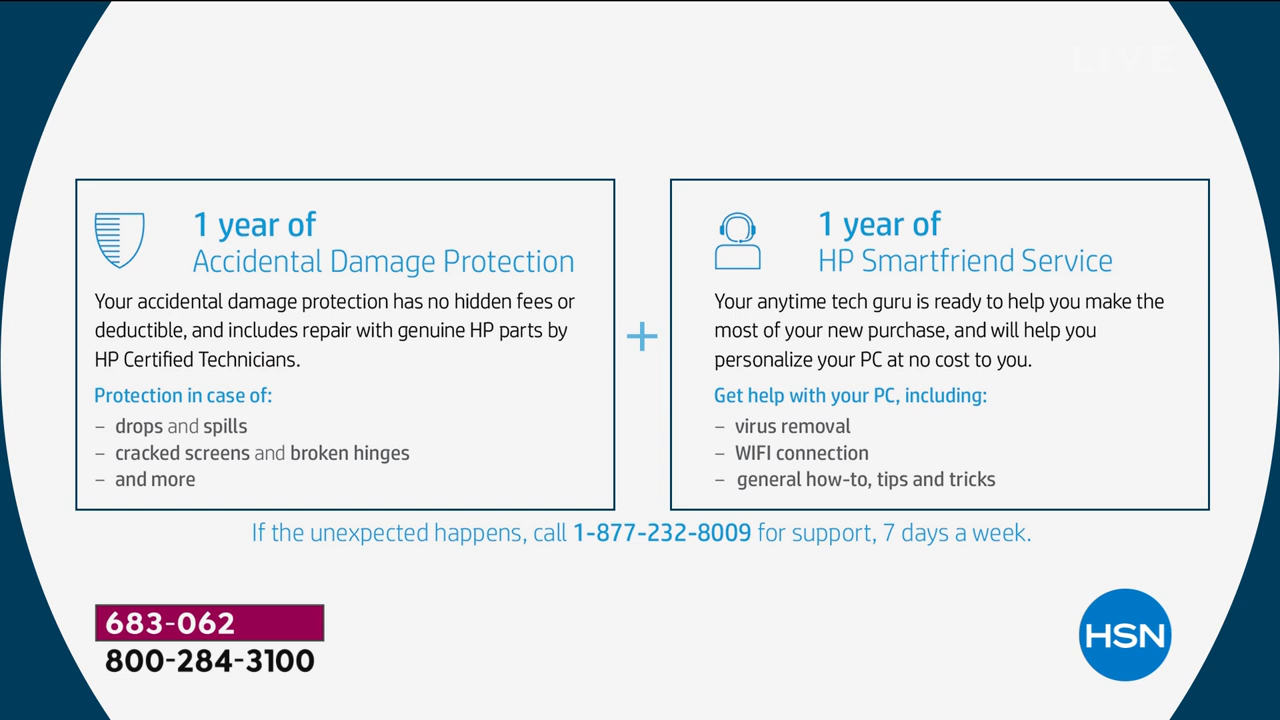 LIVE
1 year of
Accidental Damage Protection
Your accidental damage protection has no hidden fees or
deductible, and includes repair with genuine HP parts by
HP Certified Technicians.
Protection in case of:
– drops and spills
– cracked screens and broken hinges
– and more
+
1 year of
HP Smartfriend Service
Your anytime tech guru is ready to help you make the
most of your new purchase, and will help you
personalize your PC at no cost to you.
Get help with your PC, including:
– virus removal
– WIFI connection
– general how-to, tips and tricks
If the unexpected happens, call 1-877-232-8009 for support, 7 days a week.
683-062
800-284-3100
HSN